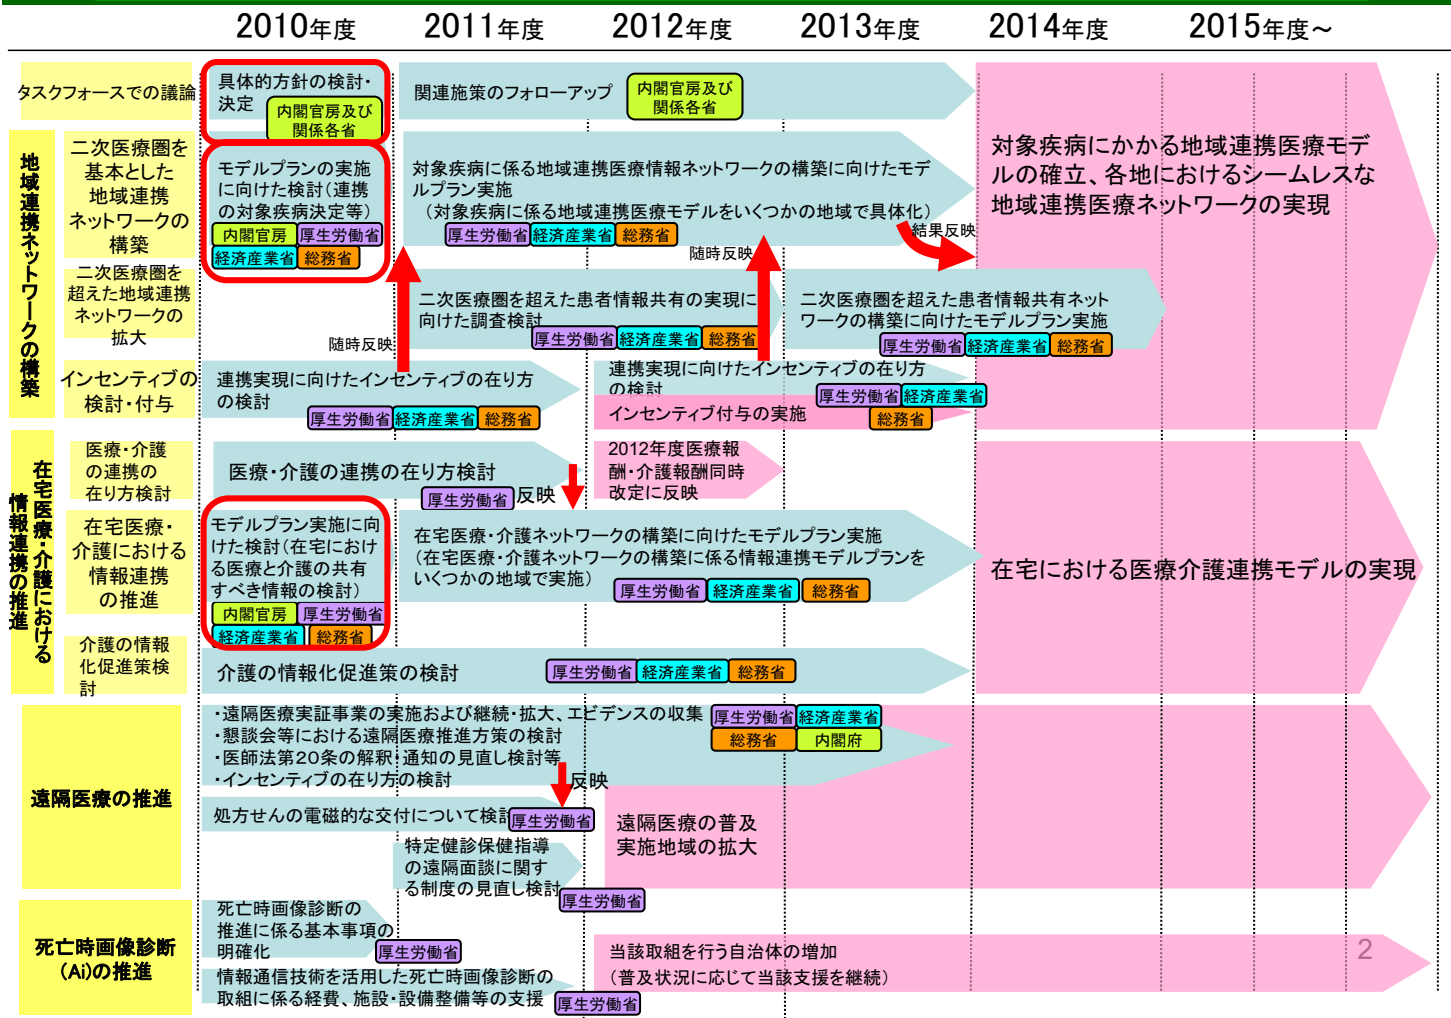 2010年度
2011年度
2012年度
2013年度
2014年度
2015年度~
タスクフォースでの議論
具体的方針の検討・
決定
内閣官房及び
関係各省
関連施策のフォローアップ
内閣官房及び
関係各省
地域連携ネットワークの構築
二次医療圏を
基本とした
地域連携
ネットワークの
構築
モデルプランの実施
に向けた検討(連携
の対象疾病決定等)
内閣官房
厚生労働省
経済産業省
総務省
対象疾病に係る地域連携医療情報ネットワークの構築に向けたモデ
ルプラン実施
(対象疾病に係る地域連携医療モデルをいくつかの地域で具体化)
厚生労働省
経済産業省
総務省
結果反映
随時反映
対象疾病にかかる地域連携医療モデ
ルの確立、各地におけるシームレスな
地域連携医療ネットワークの実現
二次医療圏を
超えた地域連携
ネットワークの
拡大
随時反映
二次医療圏を超えた患者情報共有の実現に
向けた調査検討
厚生労働省
経済産業省
総務省
二次医療圏を超えた患者情報共有ネット
ワークの構築に向けたモデルプラン実施
厚生労働省
経済産業省
総務省
インセンティブの
検討・付与
連携実現に向けたインセンティブの在り方
の検討
厚生労働省
経済産業省
総務省
連携実現に向けたインセンティブの在り方
の検討
厚生労働省
経済産業省
インセンティブ付与の実施
総務省
在宅医療・介護における
情報連携の推進
医療・介護
の連携の
在り方検討
医療・介護の連携の在り方検討
厚生労働省
反映
2012年度医療報
酬・介護報酬同時
改定に反映
在宅医療・
介護における
情報連携
の推進
モデルプラン実施に向
けた検討(在宅におけ
る医療と介護の共有
すべき情報の検討)
内閣官房
厚生労働省
経済産業省
総務省
在宅医療・介護ネットワークの構築に向けたモデルプラン実施
(在宅医療・介護ネットワークの構築に係る情報連携モデルプランを
いくつかの地域で実施)
厚生労働省
経済産業省
総務省
在宅における医療介護連携モデルの実現
介護の情報
化促進策検
討
介護の情報化促進策の検討
厚生労働省
経済産業省
総務省
遠隔医療の推進
・遠隔医療実証事業の実施および継続・拡大、エビデンスの収集
・懇談会等における遠隔医療推進方策の検討
・医師法第20条の解釈・通知の見直し検討等
・インセンティブの在り方の検討
厚生労働省
経済産業省
総務省
内閣府
反映
処方せんの電磁的な交付について検討
厚生労働省
特定健診保健指導
の遠隔面談に関す
る制度の見直し検討
厚生労働省
遠隔医療の普及
実施地域の拡大
死亡時画像診断
(Ai)の推進
死亡時画像診断の
推進に係る基本事項の
明確化
厚生労働省
情報通信技術を活用した死亡時画像診断の
取組に係る経費、施設・設備整備等の支援
厚生労働省
当該取組を行う自治体の増加
(普及状況に応じて当該支援を継続)
2